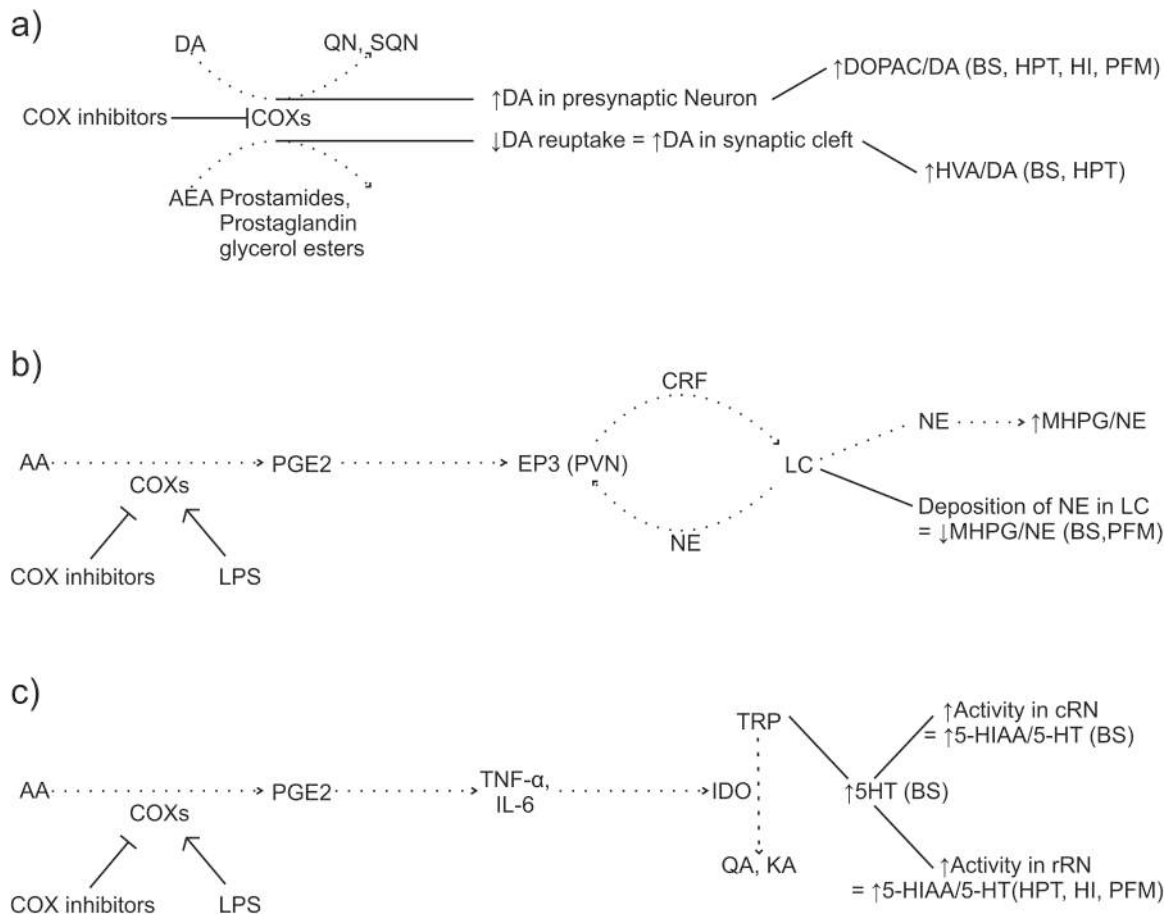 a)
DA
QN, SQN
↑DOPAC/DA (BS, HPT, HI, PFM)
↑DA in presynaptic Neuron
COX inhibitors
COXs
↓DA reuptake = ↑DA in synaptic cleft
↑HVA/DA (BS, HPT)
AEA
Prostamides,
Prostaglandin
glycerol esters
b)
CRF
NE
↑MHPG/NE
AA
PGE2
EP3 (PVN)
LC
COXs
Deposition of NE in LC
= ↓MHPG/NE (BS,PFM)
NE
COX inhibitors
LPS
c)
TRP
↑Activity in cRN
= ↑5-HIAA/5-HT (BS)
AA
PGE2
TNF-α,
IL-6
IDO
↑5HT (BS)
COXs
QA, KA
↑Activity in rRN
= ↑5-HIAA/5-HT(HPT, HI, PFM)
COX inhibitors
LPS